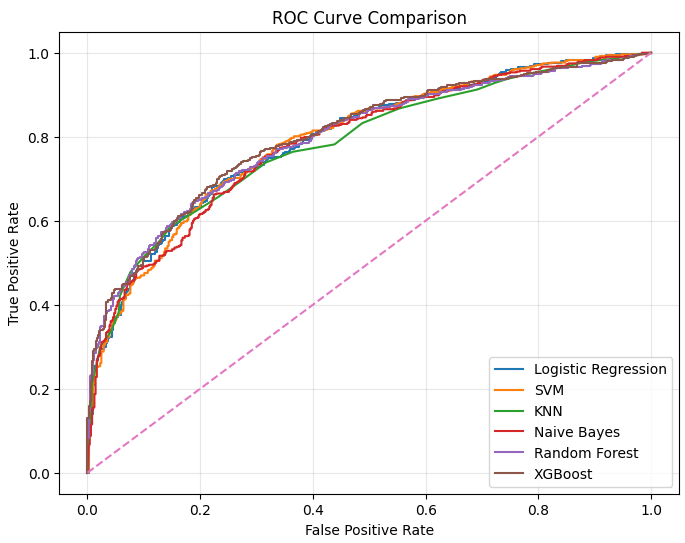 ROC Curve Comparison
True Positive Rate
1.0
0.8
0.6
0.4
0.2
0.0
Logistic Regression
SVM
KNN
Naive Bayes
Random Forest
XGBoost
0.0 0.2 0.4 0.6 0.8 1.0
False Positive Rate